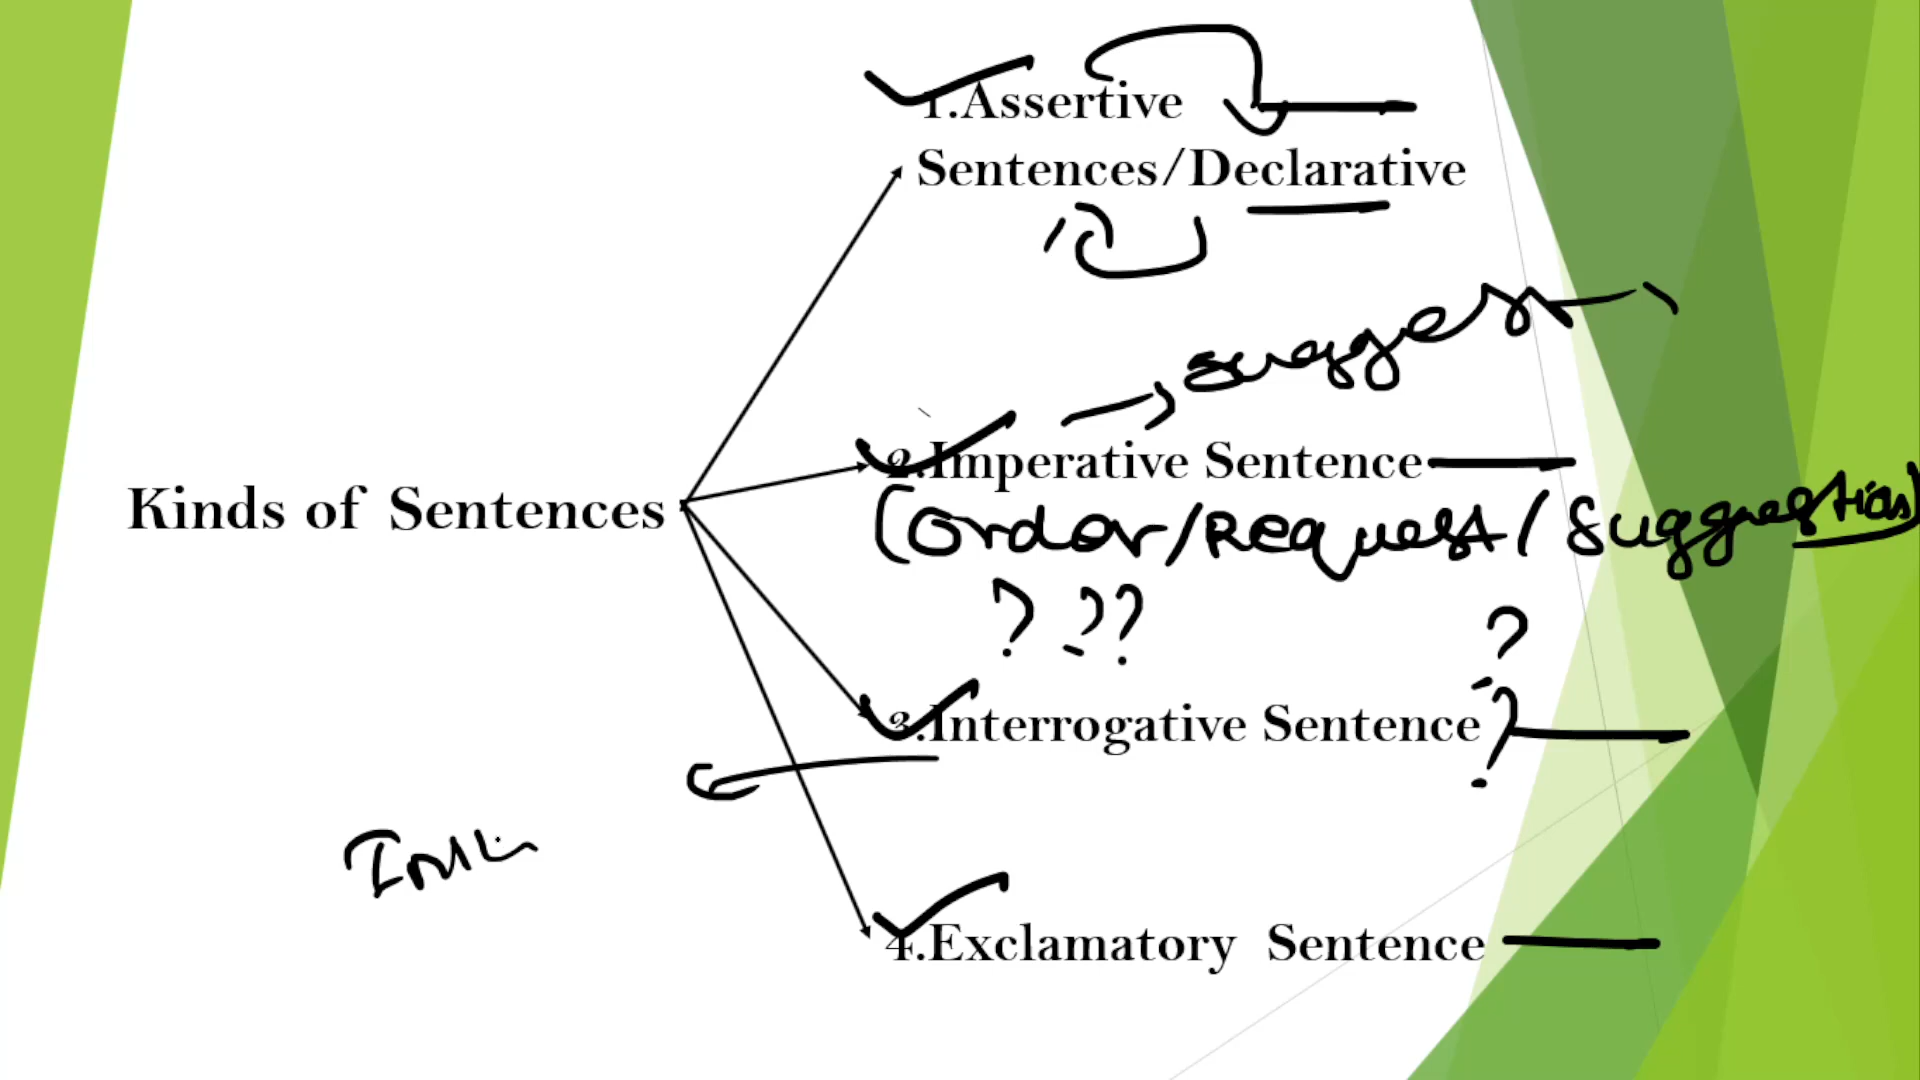 1.Assertive
Sentences/Declarative
suggest
2.Imperative Sentence
(Order/Request/Suggestion)
? ??
?
3.Interrogative Sentence ?
Kinds of Sentences
4.Exclamatory Sentence